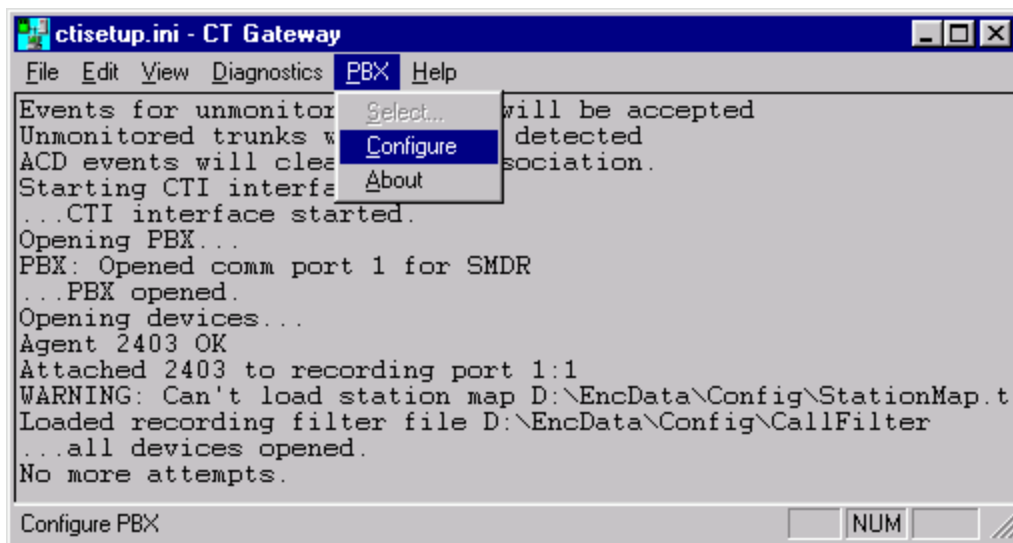 ctisetup.ini - CT Gateway
File Edit View Diagnostics PBX Help
Events for unmonitor will be accepted
Select...
Unmonitored trunks detected
Configure
ACD events will clea sociation.
About
Starting CTI interfa
...CTI interface started.
Opening PBX...
PBX: Opened comm port 1 for SMDR
...PBX opened.
Opening devices...
Agent 2403 OK
Attached 2403 to recording port 1:1
WARNING: Can't load station map D:\EncData\Config\StationMap.t
Loaded recording filter file D:\EncData\Config\CallFilter
...all devices opened.
No more attempts.
Configure PBX NUM